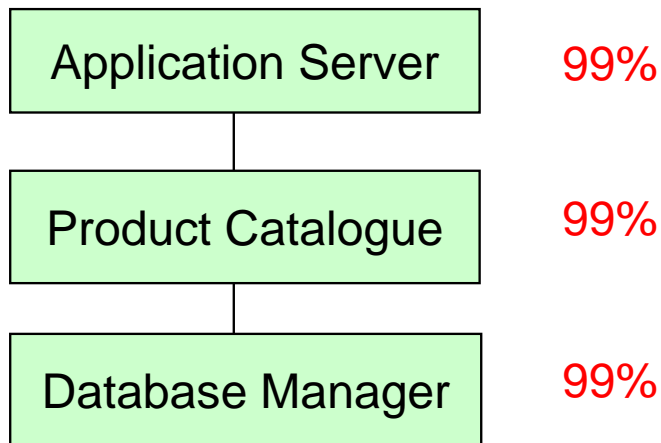 Application Server 99%
Product Catalogue 99%
Database Manager 99%